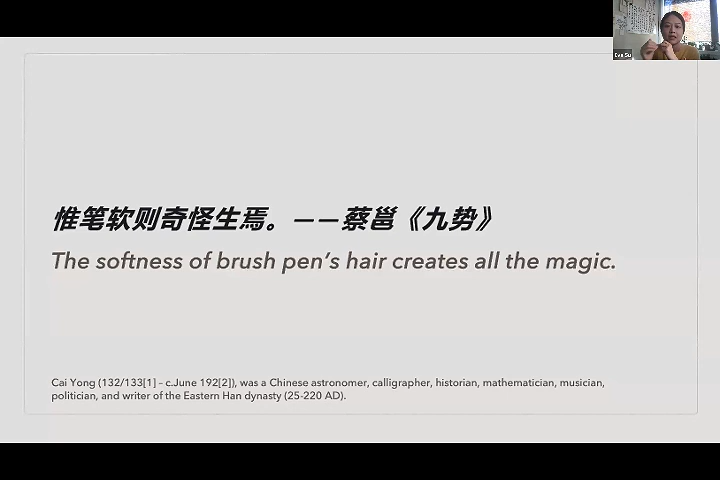 惟笔软则奇怪生焉。——蔡邕《九势》
The softness of brush pen’s hair creates all the magic.
Cai Yong (132/133[1] – c.June 192[2]), was a Chinese astronomer, calligrapher, historian, mathematician, musician,
politician, and writer of the Eastern Han dynasty (25-220 AD).